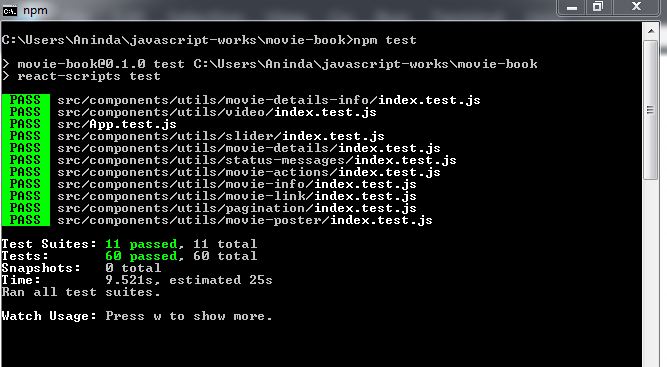 npm
C:\Users\Aninda\javascript-works\movie-book>npm test
> movie-book@0.1.0 test C:\Users\Aninda\javascript-works\movie-book
> react-scripts test
PASS src/components/utils/movie-details-info/index.test.js
PASS src/components/utils/video/index.test.js
PASS src/App.test.js
PASS src/components/utils/slider/index.test.js
PASS src/components/utils/movie-details/index.test.js
PASS src/components/utils/status-messages/index.test.js
PASS src/components/utils/movie-actions/index.test.js
PASS src/components/utils/movie-info/index.test.js
PASS src/components/utils/movie-link/index.test.js
PASS src/components/utils/pagination/index.test.js
PASS src/components/utils/movie-poster/index.test.js
Test Suites: 11 passed, 11 total
Tests: 60 passed, 60 total
Snapshots: 0 total
Time: 9.521s, estimated 25s
Ran all test suites.
Watch Usage: Press w to show more.